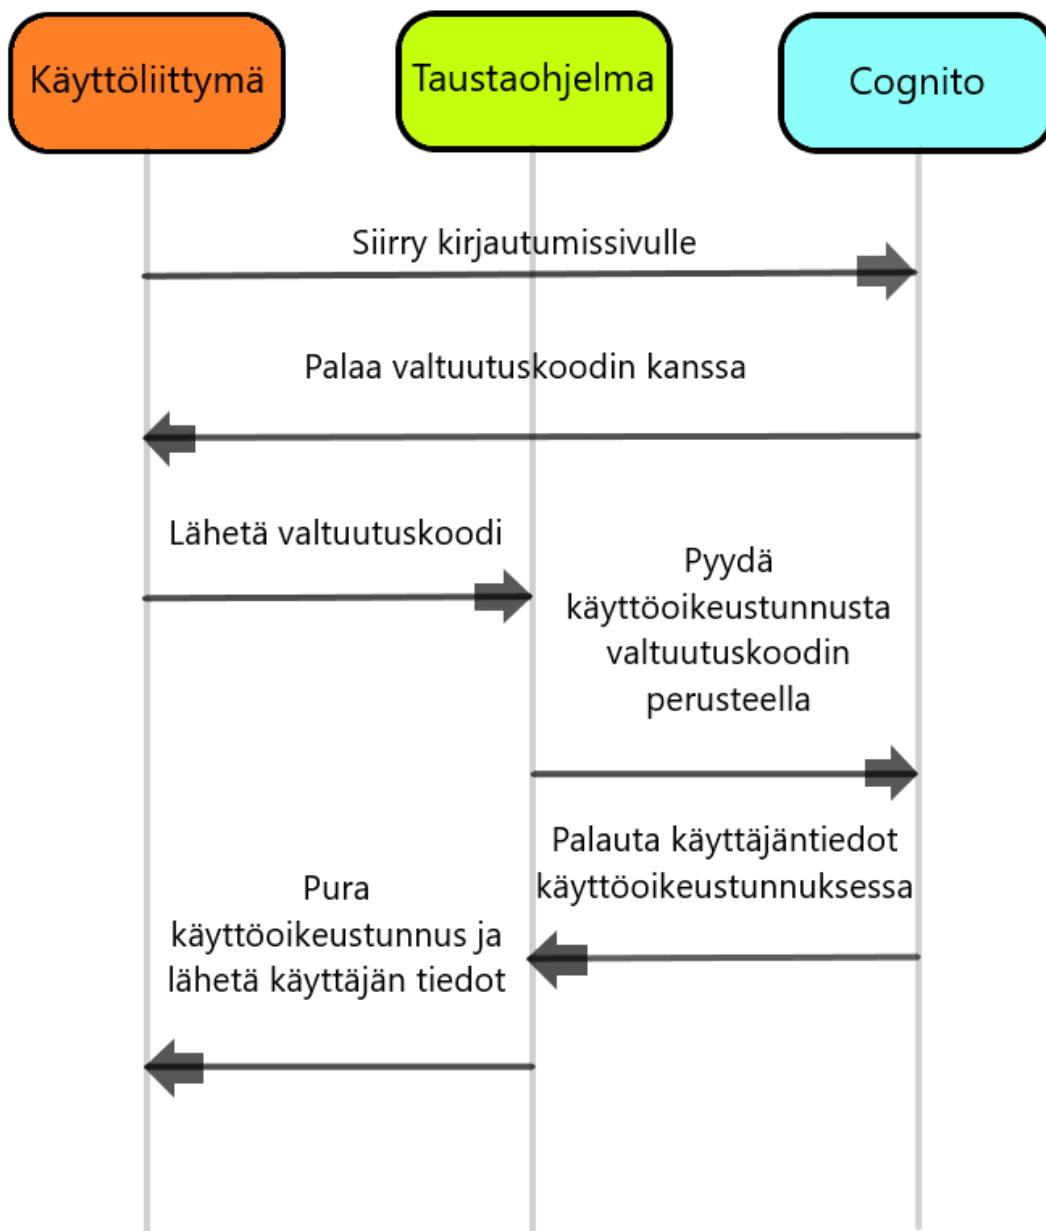 Käyttöliittymä
Taustaohjelma
Cognito
Siirry kirjautumissivulle
Palaa valtuutuskoodin kanssa
Lähetä valtuutuskoodi
Pyydä
käyttöoikeustunnusta
valtuutuskoodin
perusteella
Palauta käyttäjäntiedot
käyttöoikeustunnuksessa
Pura
käyttöoikeustunnus ja
lähetä käyttäjän tiedot